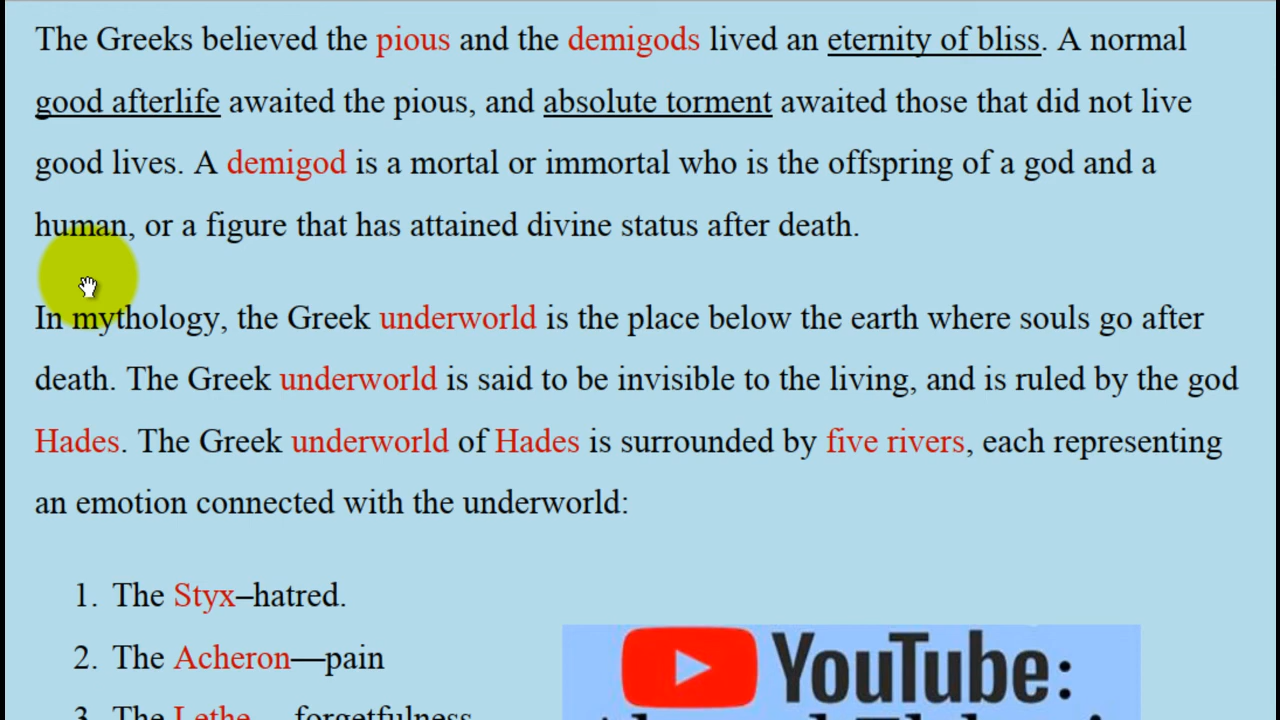 The Greeks believed the pious and the demigods lived an eternity of bliss. A normal
good afterlife awaited the pious, and absolute torment awaited those that did not live
good lives. A demigod is a mortal or immortal who is the offspring of a god and a
human, or a figure that has attained divine status after death.
In mythology, the Greek underworld is the place below the earth where souls go after
death. The Greek underworld is said to be invisible to the living, and is ruled by the god
Hades. The Greek underworld of Hades is surrounded by five rivers, each representing
an emotion connected with the underworld:
1. The Styx–hatred.
2. The Acheron—pain
3. The Lethe—forgetfulness
YouTube: